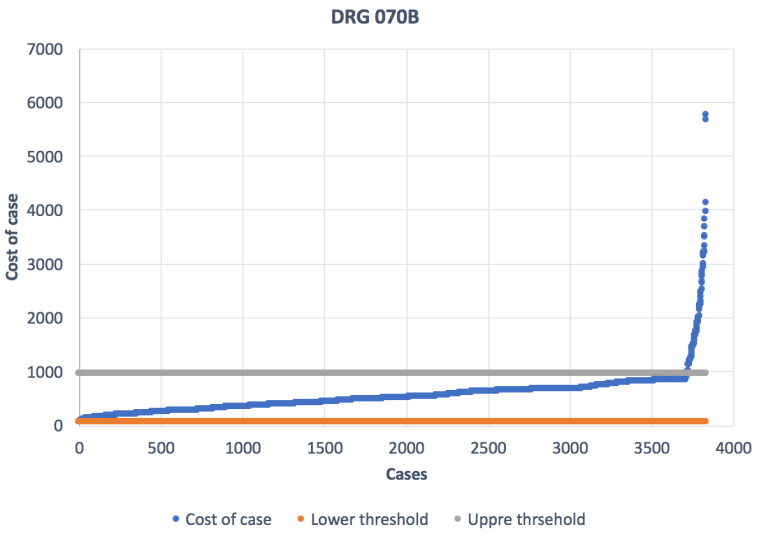 DRG 070B
7000
6000
5000
4000
3000
2000
1000
0
Cost of case
0 500 1000 1500 2000 2500 3000 3500 4000
Cases
Cost of case Lower threshold Uppre thrsehold